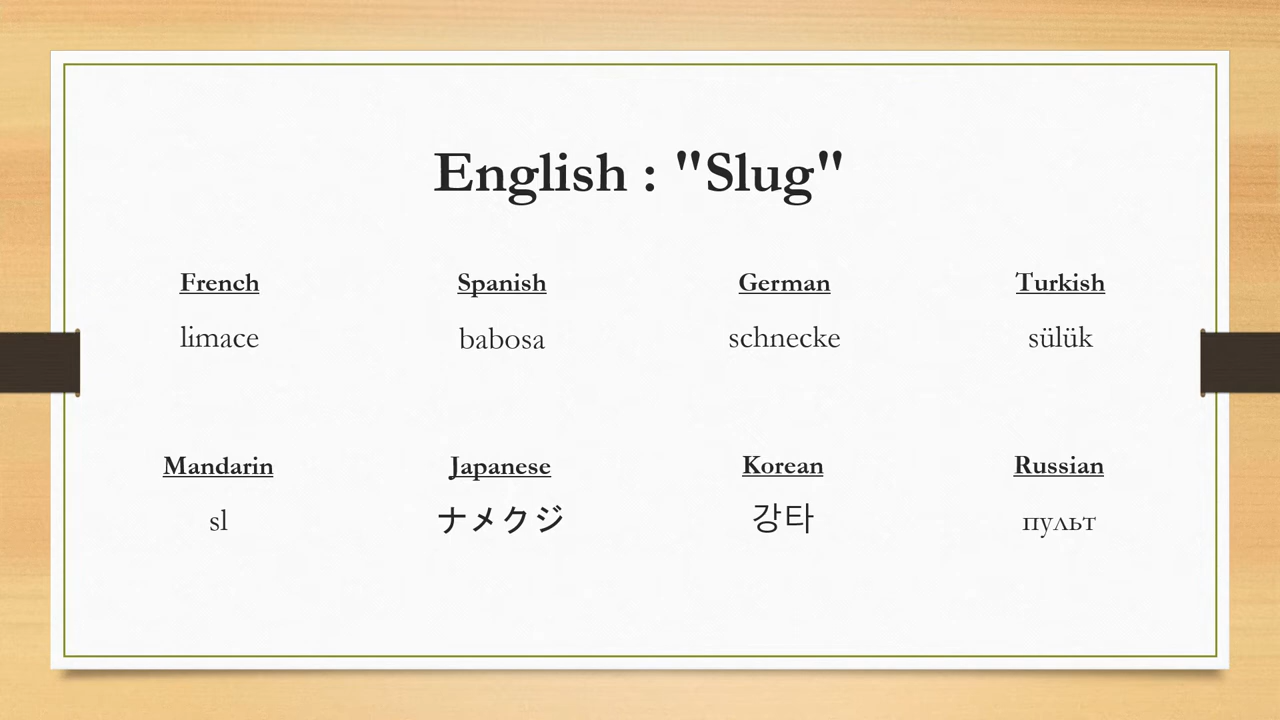 English : "Slug"
French Spanish German Turkish
limace babosa schnecke sülük
Mandarin Japanese Korean Russian
sl ナメクジ 강타 пульт